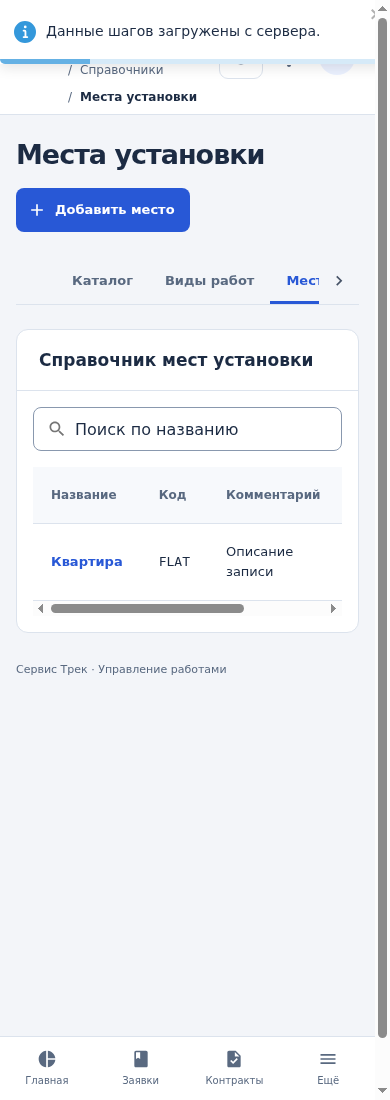 Данные шагов загружены с сервера.
/ Справочники
/ Места установки
Места установки
Добавить место
Каталог Виды работ
Справочник мест установки
Поиск по названию
Название Код Комментарий
Квартира FLAT Описание записи
Сервис Трек · Управление работами
Главная Заявки Контракты Ещё